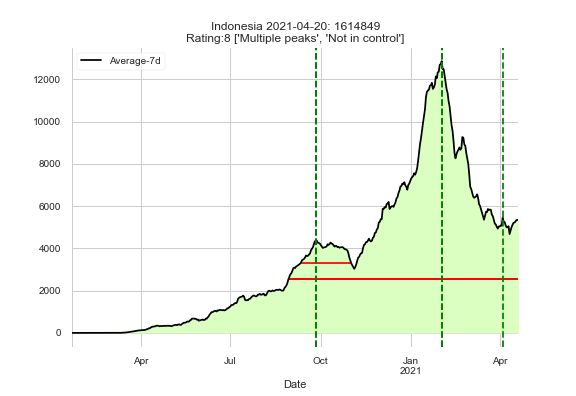 Indonesia 2021-04-20: 1614849
Rating:8 ['Multiple peaks', 'Not in control']
Average-7d
12000
10000
8000
6000
4000
2000
0
Apr
Jul
Oct
Jan
2021
Apr
Date